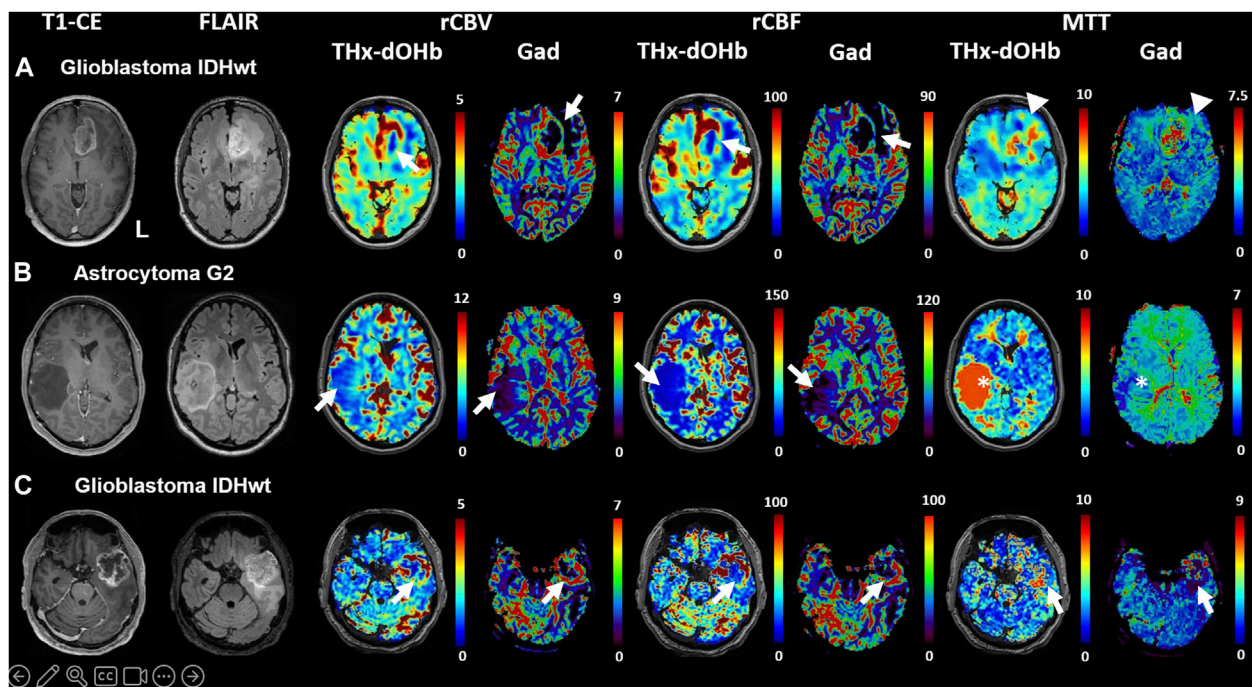 T1-CE FLAIR rCBV rCBF MTT
THx-dOHb Gad THx-dOHb Gad THx-dOHb Gad
A Glioblastoma IDHwt
5 7 100 90 10 7.5
L
0 0 0 0 0 0
B Astrocytoma G2
12 9 150 120 10 7
* *
0 0 0 0 0 0
C Glioblastoma IDHwt
5 7 100 100 10 9
0 0 0 0 0 0
CC